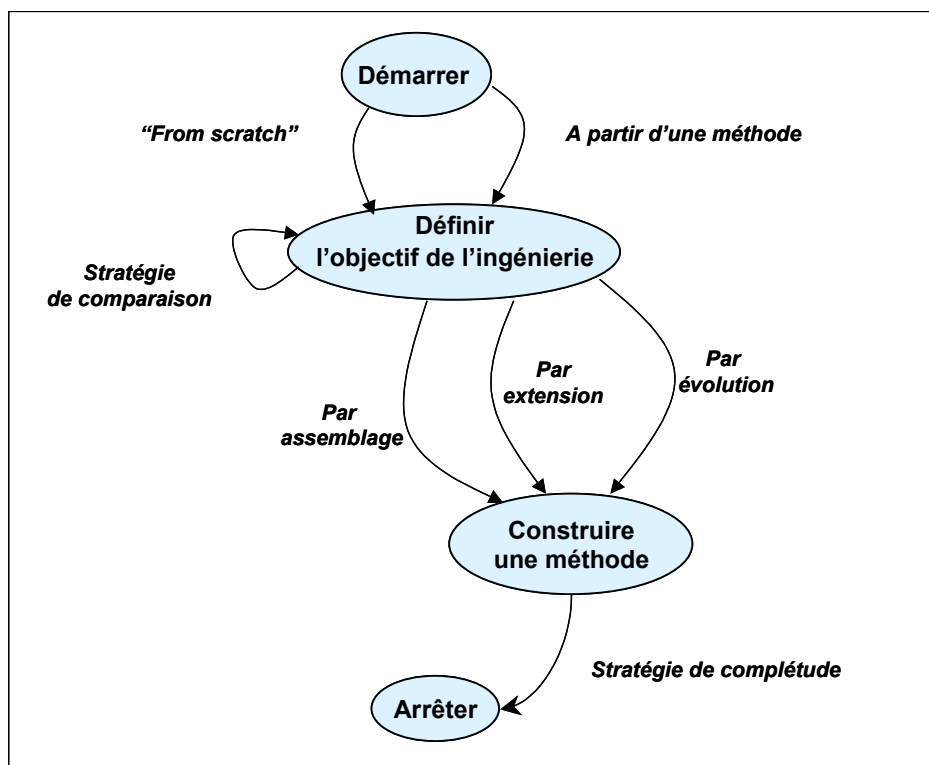 Démarrer
“From scratch”
A partir d’une méthode
Définir
l’objectif de l’ingénierie
Stratégie
de comparaison
Par
assemblage
Par
extension
Par
évolution
Construire
une méthode
Stratégie de complétude
Arrêter